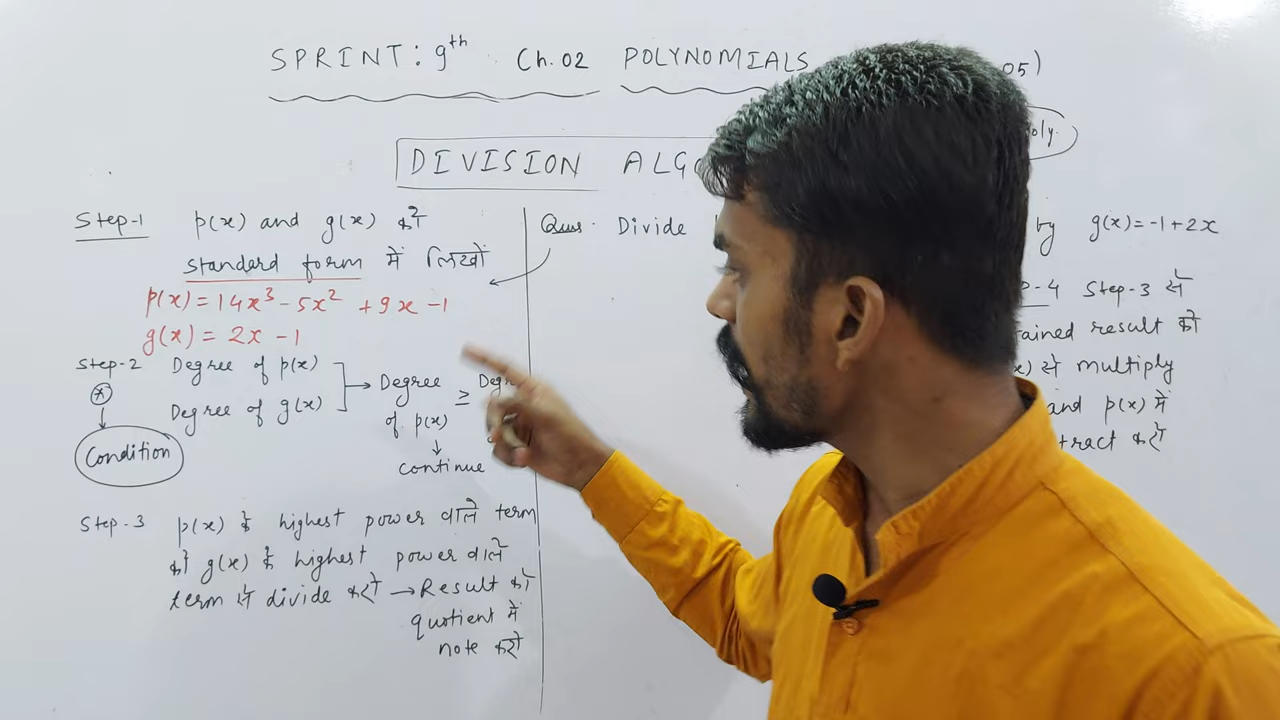 SPRINT: 9th Ch. 02 POLYNOMIALS 05)
Poly.
DIVISION ALGO
Step-1 p(x) and g(x) को
standard form में लिखो
p(x) = 14x³ - 5x² + 9x - 1
g(x) = 2x - 1
Step-2 Degree of p(x)
Degree of g(x)
Degree of p(x) ≥ Degr
continue
Condition
Step-3 p(x) के highest power वाले term
को g(x) के highest power वाले
term से divide करो → Result को
quotient में
note करो
Ques. Divide by g(x) = -1 + 2x
P-4 Step-3 से
tained result को
x) से multiply
and p(x) में
tract करो